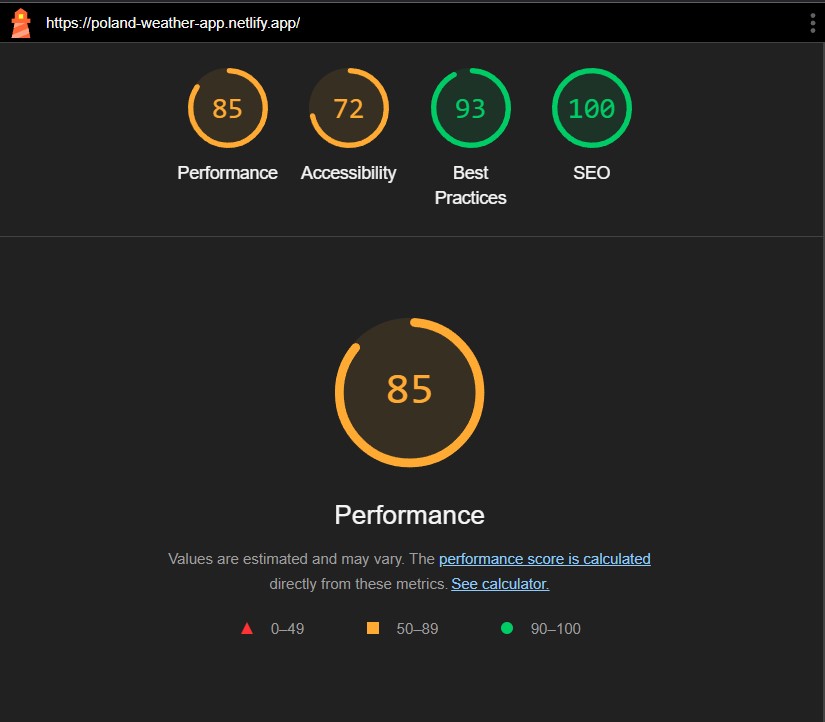 https://poland-weather-app.netlify.app/
85 72 93 100
Performance Accessibility Best SEO
Practices
85
Performance
Values are estimated and may vary. The performance score is calculated
directly from these metrics. See calculator.
0–49 50–89 90–100